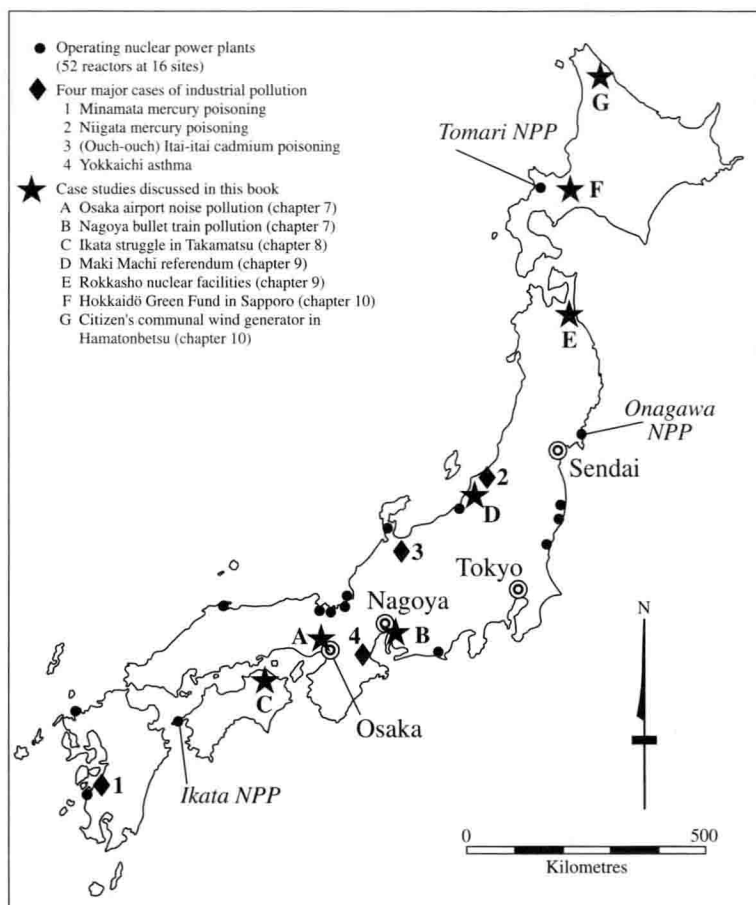 Operating nuclear power plants
(52 reactors at 16 sites)
Four major cases of industrial pollution
1 Minamata mercury poisoning
2 Niigata mercury poisoning
3 (Ouch-ouch) Itai-itai cadmium poisoning
4 Yokkaichi asthma
Case studies discussed in this book
A Osaka airport noise pollution (chapter 7)
B Nagoya bullet train pollution (chapter 7)
C Ikata struggle in Takamatsu (chapter 8)
D Maki Machi referendum (chapter 9)
E Rokkasho nuclear facilities (chapter 9)
F Hokkaidō Green Fund in Sapporo (chapter 10)
G Citizen's communal wind generator in
Hamatonbetsu (chapter 10)
G
Tomari NPP
F
E
Onagawa
NPP
Sendai
2
D
3
Tokyo
Nagoya
A
4
B
N
C
Osaka
1
Ikata NPP
0
500
Kilometres